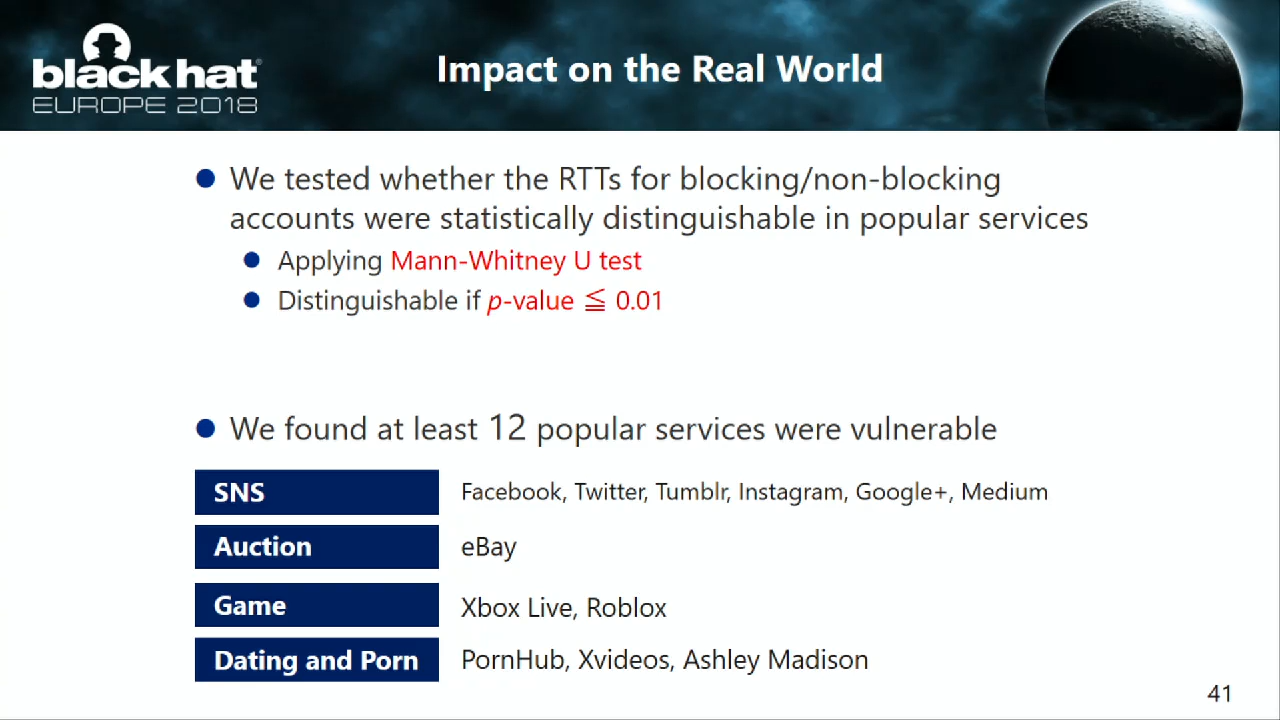 black hat®
EUROPE 2018
Impact on the Real World
We tested whether the RTTs for blocking/non-blocking
accounts were statistically distinguishable in popular services
Applying Mann-Whitney U test
Distinguishable if p-value ≦ 0.01
We found at least 12 popular services were vulnerable
SNS Facebook, Twitter, Tumblr, Instagram, Google+, Medium
Auction eBay
Game Xbox Live, Roblox
Dating and Porn PornHub, Xvideos, Ashley Madison
41